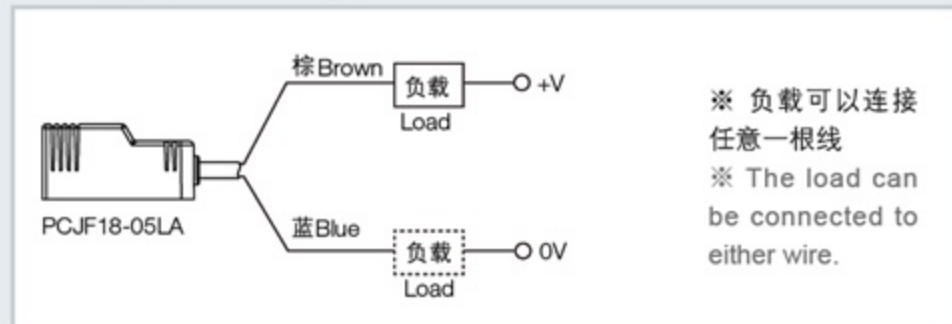 棕Brown
负载
+V
Load
PCJF18-05LA
蓝Blue
负载
0V
Load
※ 负载可以连接
任意一根线
※ The load can
be connected to
either wire.